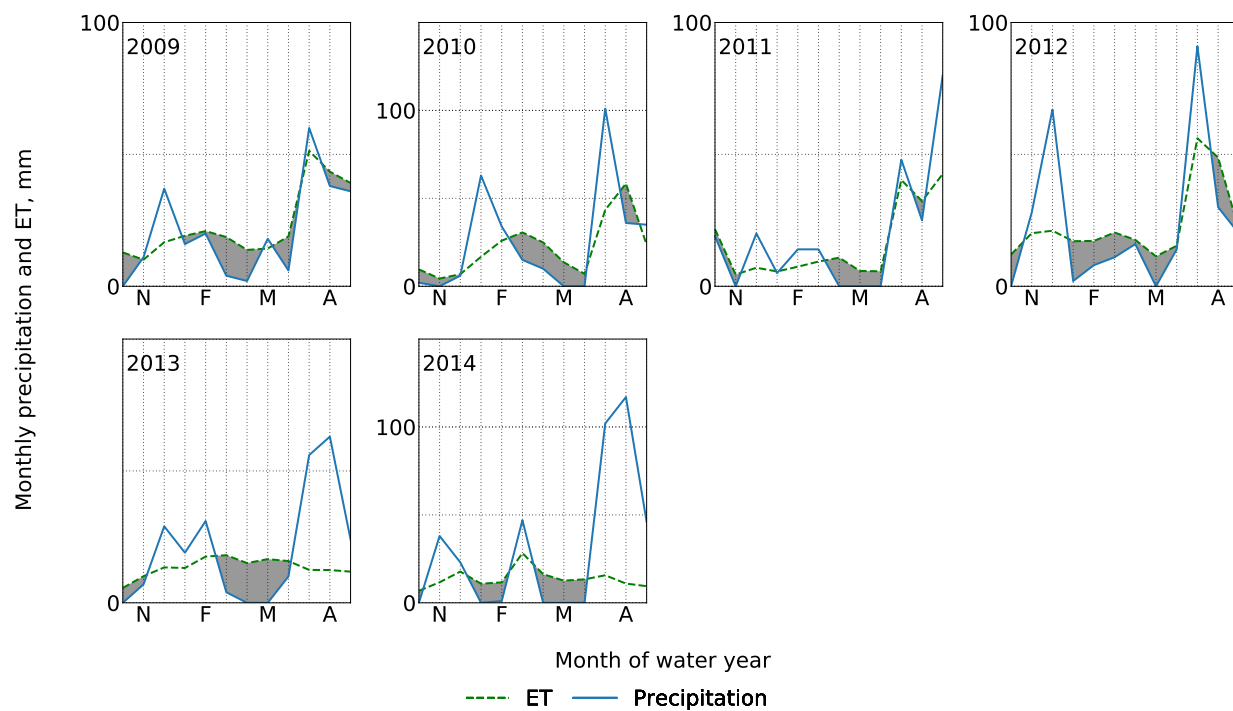 Monthly precipitation and ET, mm
100 100 100
2009 2010 2011 2012
100
0 0 0 0
N F M A N F M A N F M A N F M A
2013 2014
100
0 0
N F M A N F M A
Month of water year
ET Precipitation